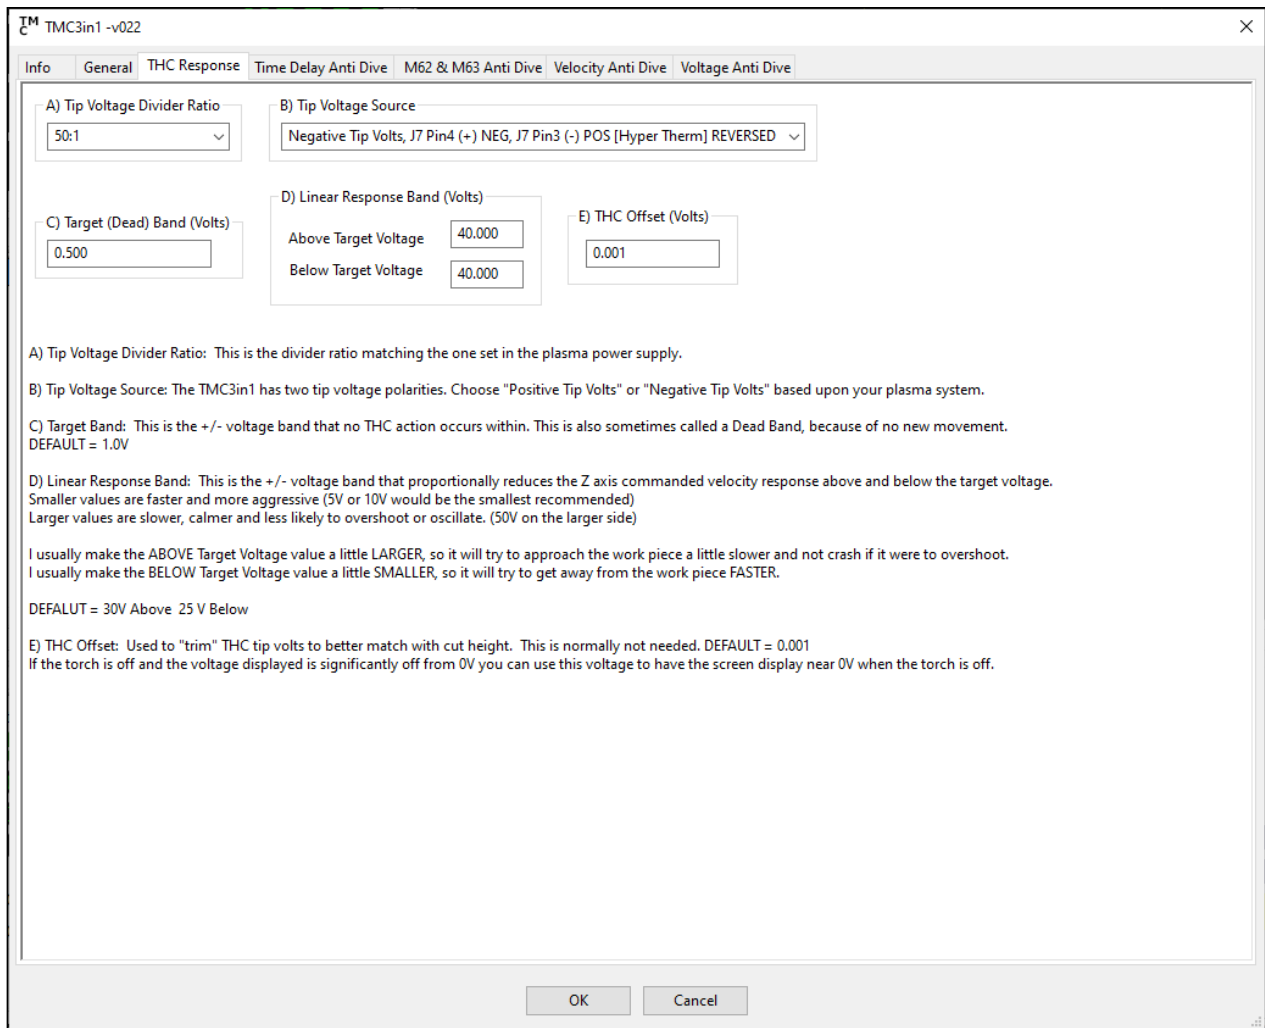 TMC TMC3in1 -v022
Info General THC Response Time Delay Anti Dive M62 & M63 Anti Dive Velocity Anti Dive Voltage Anti Dive
A) Tip Voltage Divider Ratio
50:1
B) Tip Voltage Source
Negative Tip Volts, J7 Pin4 (+) NEG, J7 Pin3 (-) POS [Hyper Therm] REVERSED
C) Target (Dead) Band (Volts)
0.500
D) Linear Response Band (Volts)
Above Target Voltage 40.000
Below Target Voltage 40.000
E) THC Offset (Volts)
0.001
A) Tip Voltage Divider Ratio: This is the divider ratio matching the one set in the plasma power supply.
B) Tip Voltage Source: The TMC3in1 has two tip voltage polarities. Choose "Positive Tip Volts" or "Negative Tip Volts" based upon your plasma system.
C) Target Band: This is the +/- voltage band that no THC action occurs within. This is also sometimes called a Dead Band, because of no new movement.
DEFAULT = 1.0V
D) Linear Response Band: This is the +/- voltage band that proportionally reduces the Z axis commanded velocity response above and below the target voltage.
Smaller values are faster and more aggressive (5V or 10V would be the smallest recommended)
Larger values are slower, calmer and less likely to overshoot or oscillate. (50V on the larger side)
I usually make the ABOVE Target Voltage value a little LARGER, so it will try to approach the work piece a little slower and not crash if it were to overshoot.
I usually make the BELOW Target Voltage value a little SMALLER, so it will try to get away from the work piece FASTER.
DEFALUT = 30V Above 25 V Below
E) THC Offset: Used to "trim" THC tip volts to better match with cut height. This is normally not needed. DEFAULT = 0.001
If the torch is off and the voltage displayed is significantly off from 0V you can use this voltage to have the screen display near 0V when the torch is off.
OK Cancel